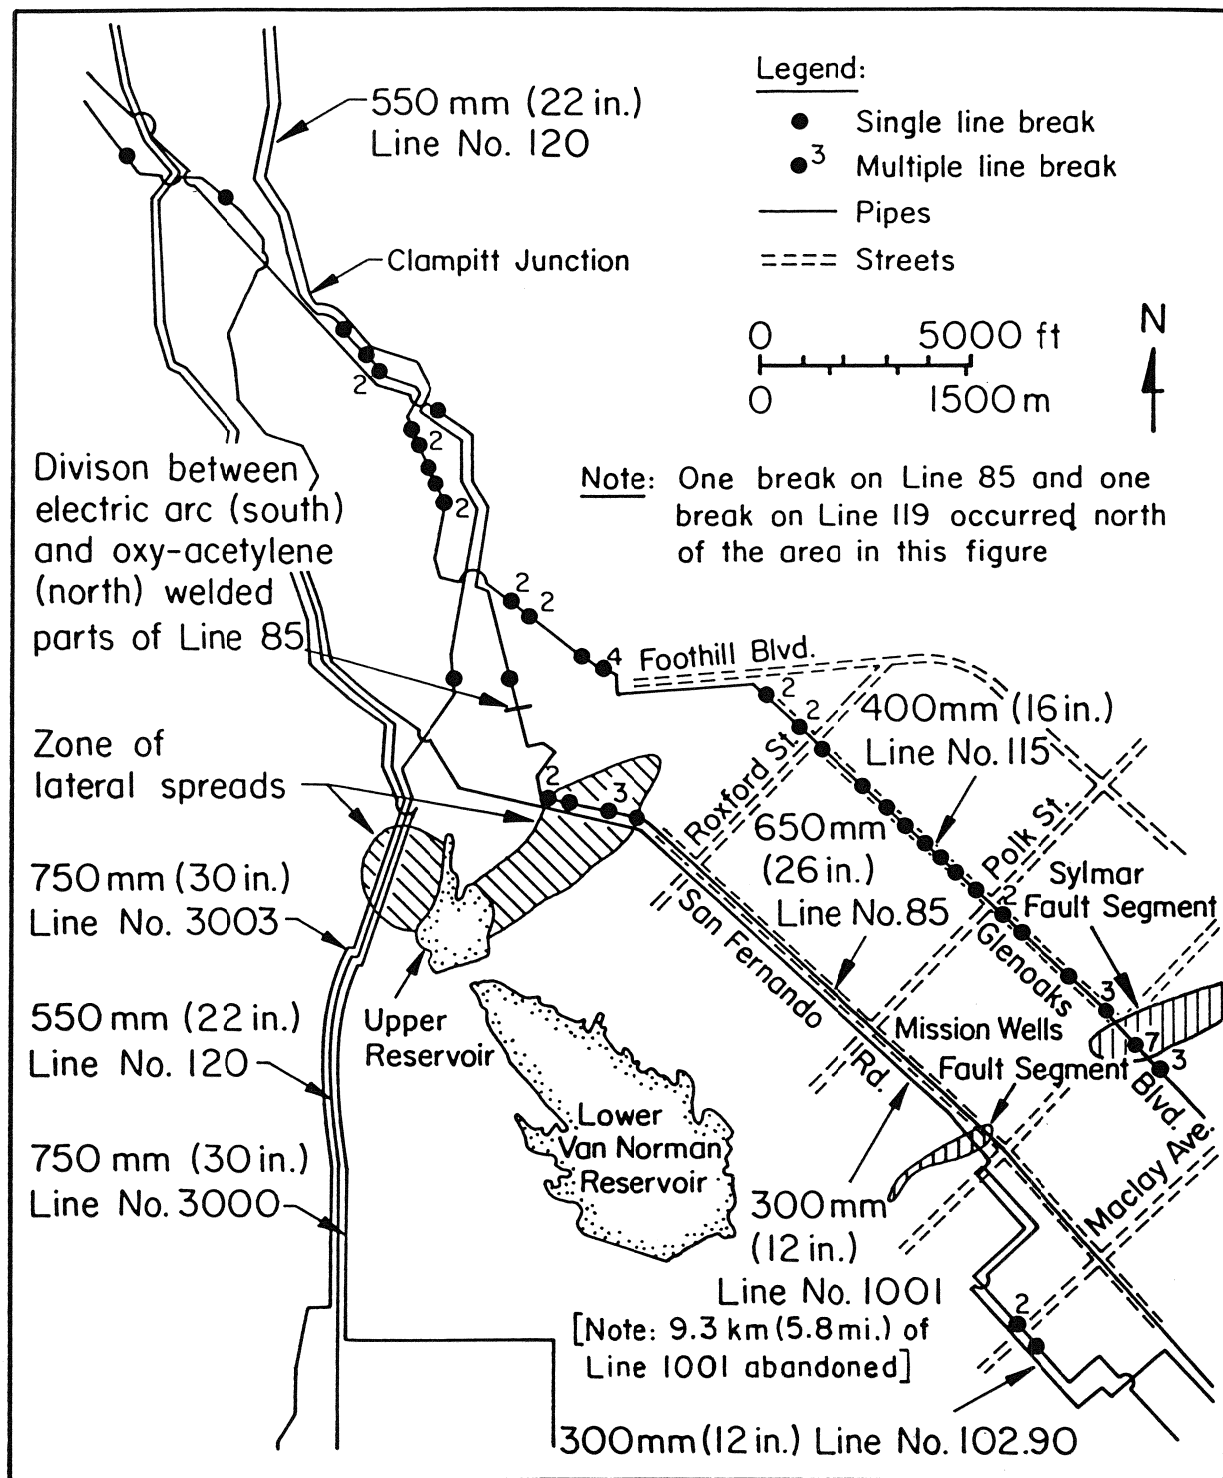 550 mm (22 in.)
Line No. 120
Legend:
Single line break
3 Multiple line break
Pipes
Streets
Clampitt Junction
0 5000 ft
0 1500 m
N
2
2
2
Divison between
electric arc (south)
and oxy-acetylene
(north) welded
parts of Line 85
Note: One break on Line 85 and one
break on Line 119 occurred north
of the area in this figure
2
2
4
Foothill Blvd.
2
2
400mm (16 in.)
Line No. 115
Roxford St.
Zone of
lateral spreads
2
3
650mm
(26 in.)
Line No. 85
Polk St.
Sylmar
Fault Segment
2
750 mm (30 in.)
Line No. 3003
San Fernando
Rd.
Glenoaks
Blvd.
3
7
3
550 mm (22 in.)
Line No. 120
Upper
Reservoir
Mission Wells
Fault Segment
Lower
Van Norman
Reservoir
750 mm (30 in.)
Line No. 3000
Maclay Ave.
300mm
(12 in.)
Line No. 1001
[Note: 9.3 km (5.8 mi.) of
Line 1001 abandoned]
2
300mm (12 in.) Line No. 102.90